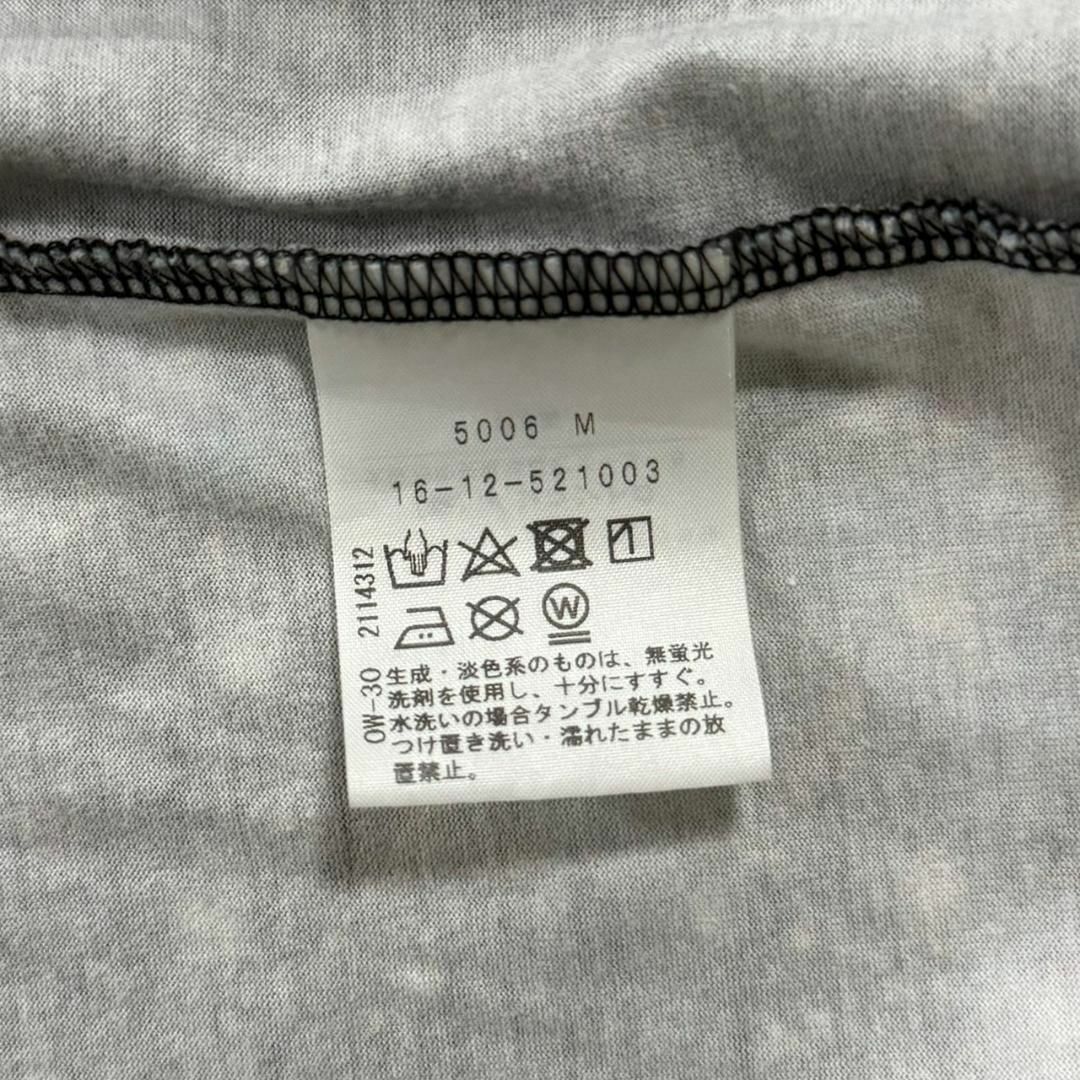 5006 M
16-12-521003
2114312
W
OW-30
生成・淡色系のものは、無蛍光
洗剤を使用し、十分にすすぐ。
水洗いの場合タンブル乾燥禁止。
つけ置き洗い・濡れたままの放
置禁止。